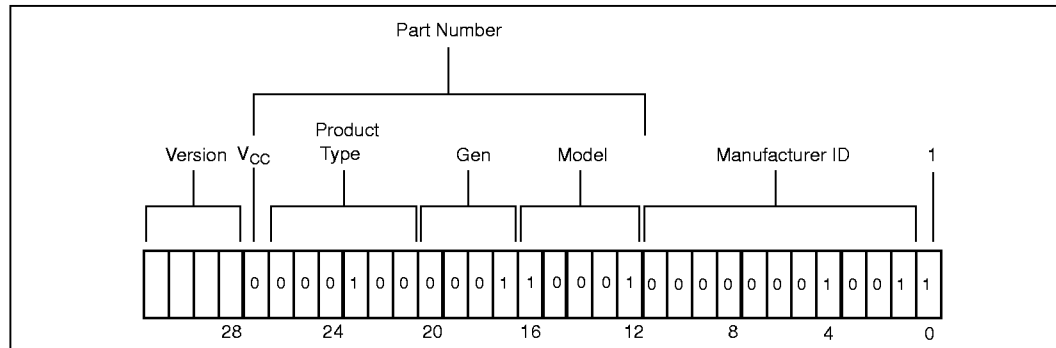 Part Number
Version VCC Product Type Gen Model Manufacturer ID 1
0 0 0 0 1 0 0 0 0 0 1 1 0 0 0 1 0 0 0 0 0 0 0 1 0 0 1 1
28 24 20 16 12 8 4 0